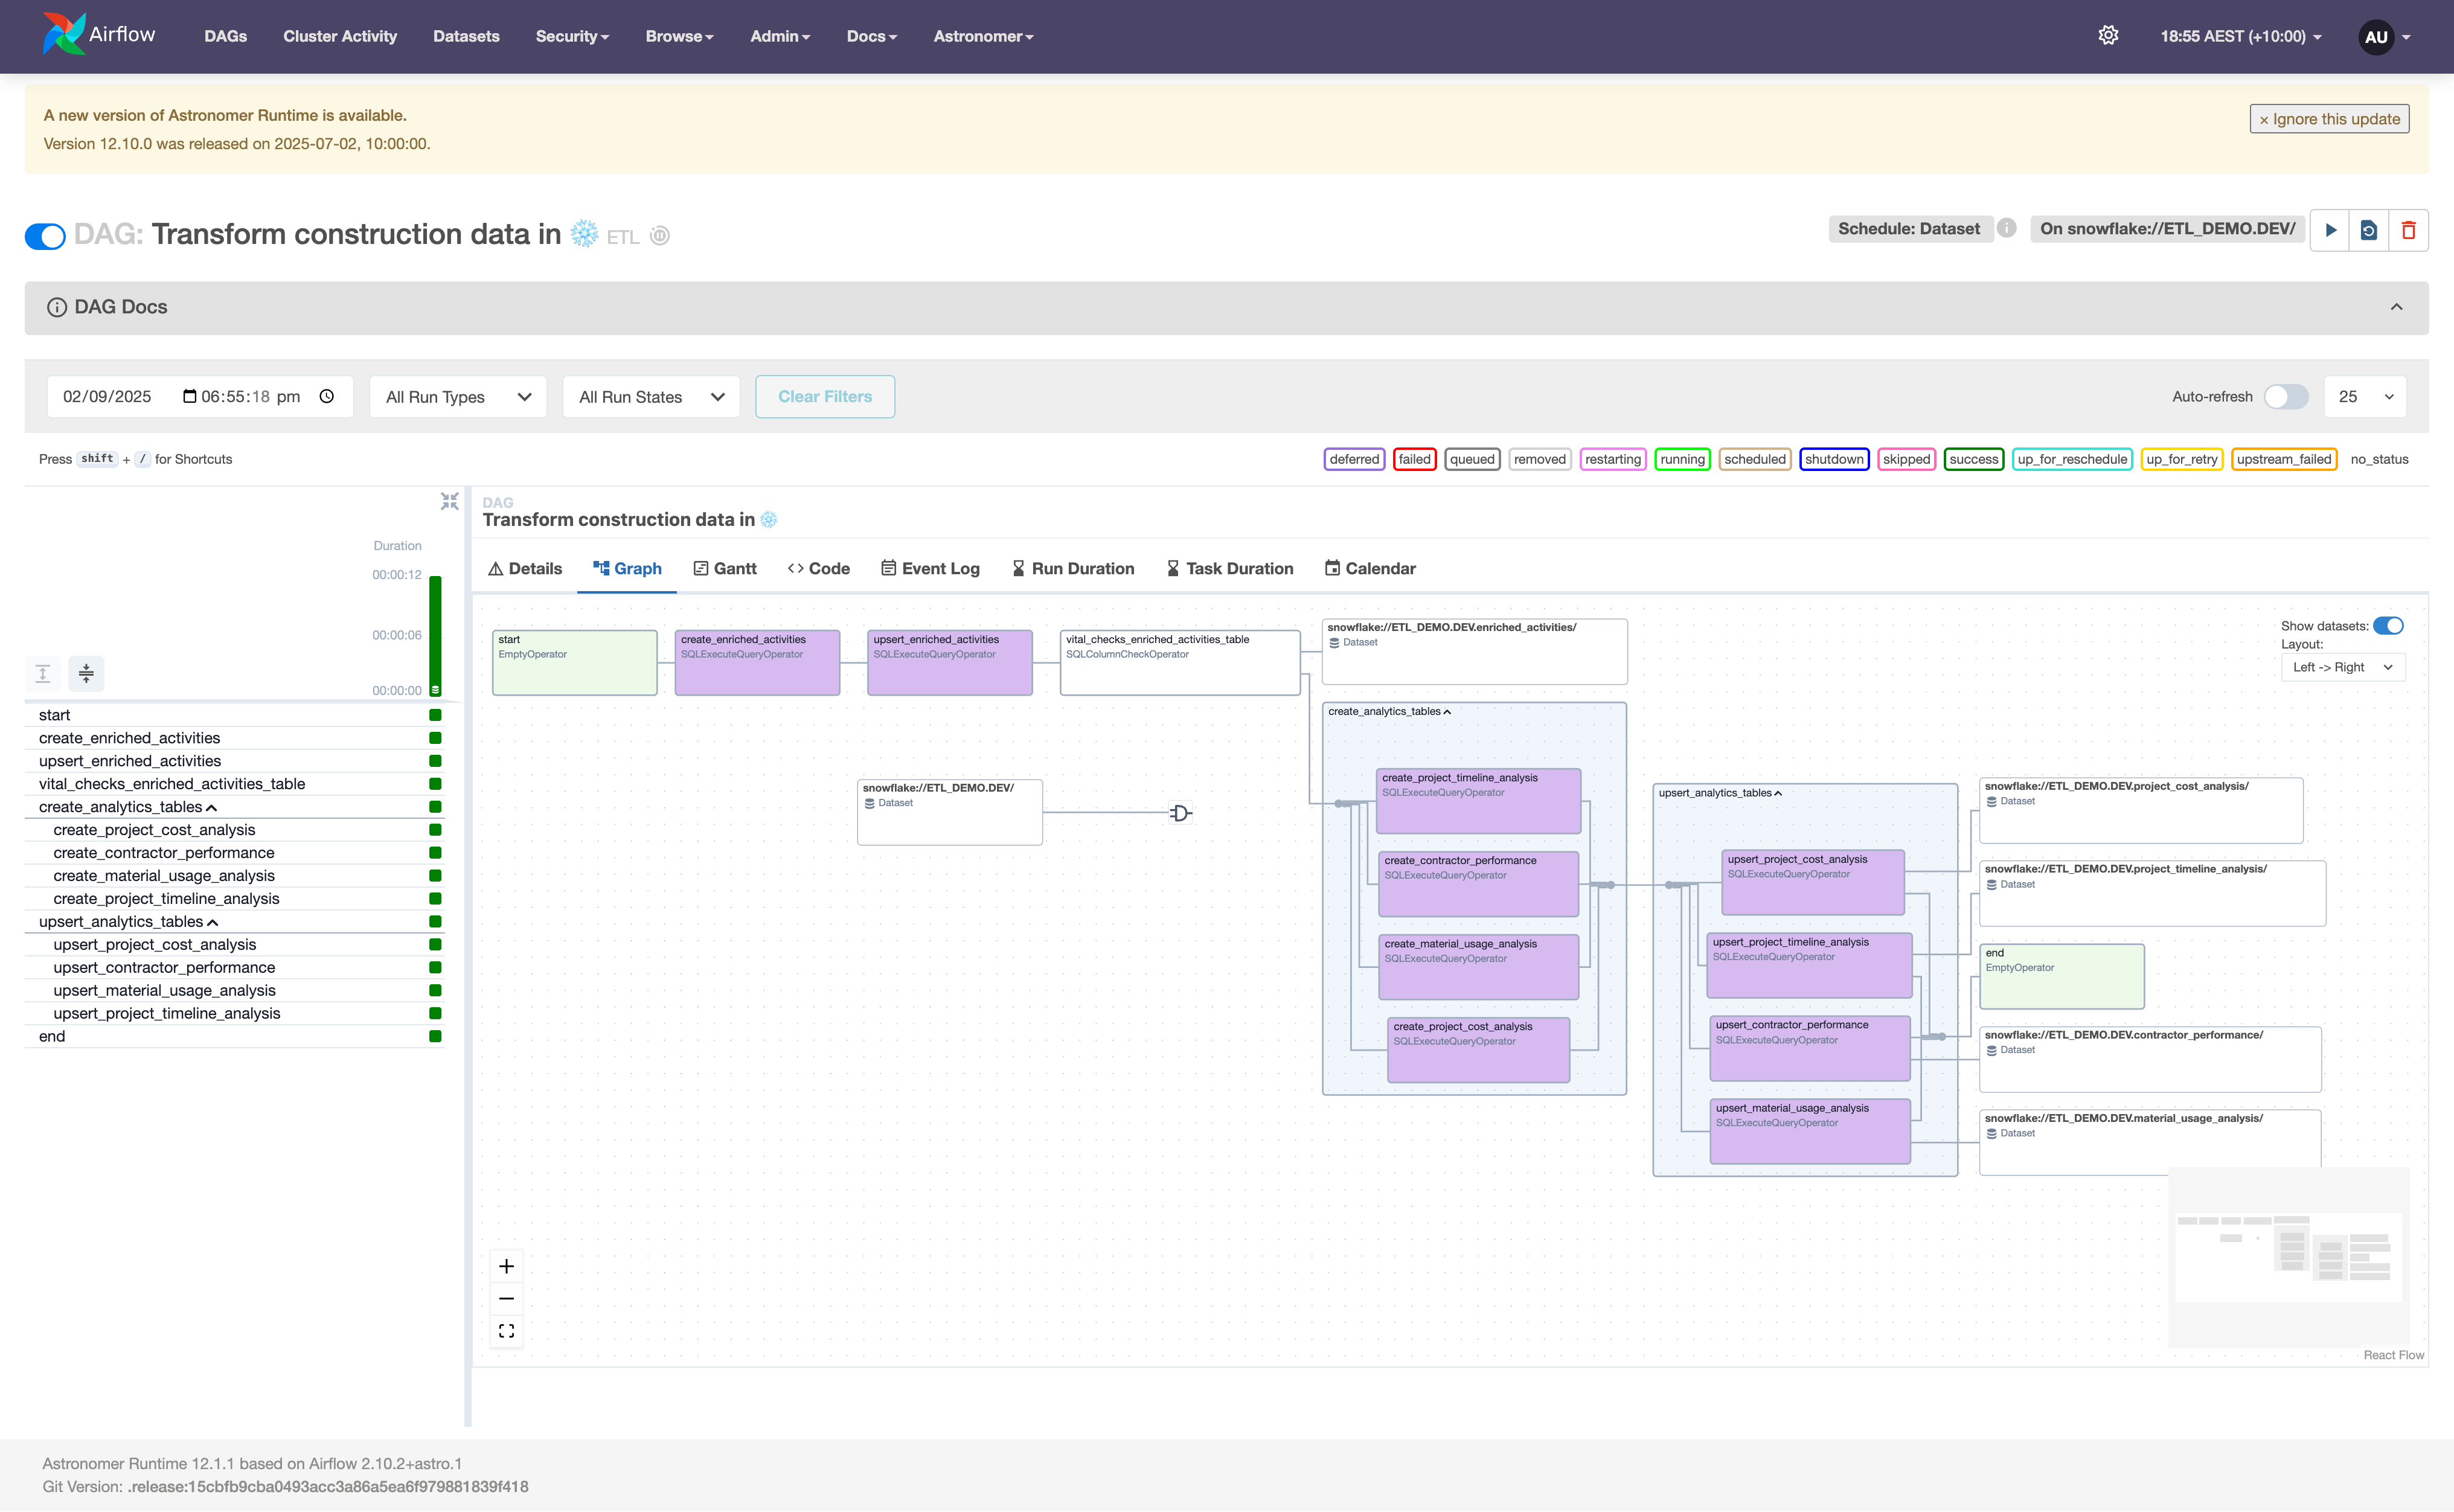 Airflow
DAGs
Cluster Activity
Datasets
Security
Browse
Admin
Docs
Astronomer
18:55 AEST (+10:00)
AU
A new version of Astronomer Runtime is available.
Version 12.10.0 was released on 2025-07-02, 10:00:00.
× Ignore this update
DAG: Transform construction data in ETL
Schedule: Dataset
On snowflake://ETL_DEMO.DEV/
DAG Docs
02/09/2025 06:55:18 pm
All Run Types
All Run States
Clear Filters
Auto-refresh
25
Press shift + / for Shortcuts
deferred
failed
queued
removed
restarting
running
scheduled
shutdown
skipped
success
up_for_reschedule
up_for_retry
upstream_failed
no_status
Duration
00:00:12
00:00:06
00:00:00
start
create_enriched_activities
upsert_enriched_activities
vital_checks_enriched_activities_table
create_analytics_tables
create_project_cost_analysis
create_contractor_performance
create_material_usage_analysis
create_project_timeline_analysis
upsert_analytics_tables
upsert_project_cost_analysis
upsert_contractor_performance
upsert_material_usage_analysis
upsert_project_timeline_analysis
end
DAG
Transform construction data in
Details
Graph
Gantt
Code
Event Log
Run Duration
Task Duration
Calendar
start
EmptyOperator
create_enriched_activities
SQLExecuteQueryOperator
upsert_enriched_activities
SQLExecuteQueryOperator
vital_checks_enriched_activities_table
SQLColumnCheckOperator
snowflake://ETL_DEMO.DEV.enriched_activities/
Dataset
Show datasets:
Layout:
Left -> Right
snowflake://ETL_DEMO.DEV/
Dataset
create_analytics_tables
create_project_timeline_analysis
SQLExecuteQueryOperator
create_contractor_performance
SQLExecuteQueryOperator
create_material_usage_analysis
SQLExecuteQueryOperator
create_project_cost_analysis
SQLExecuteQueryOperator
upsert_analytics_tables
upsert_project_cost_analysis
SQLExecuteQueryOperator
upsert_project_timeline_analysis
SQLExecuteQueryOperator
upsert_contractor_performance
SQLExecuteQueryOperator
upsert_material_usage_analysis
SQLExecuteQueryOperator
snowflake://ETL_DEMO.DEV.project_cost_analysis/
Dataset
snowflake://ETL_DEMO.DEV.project_timeline_analysis/
Dataset
end
EmptyOperator
snowflake://ETL_DEMO.DEV.contractor_performance/
Dataset
snowflake://ETL_DEMO.DEV.material_usage_analysis/
Dataset
React Flow
Astronomer Runtime 12.1.1 based on Airflow 2.10.2+astro.1
Git Version: .release:15cbfb9cba0493acc3a86a5ea6f979881839f418